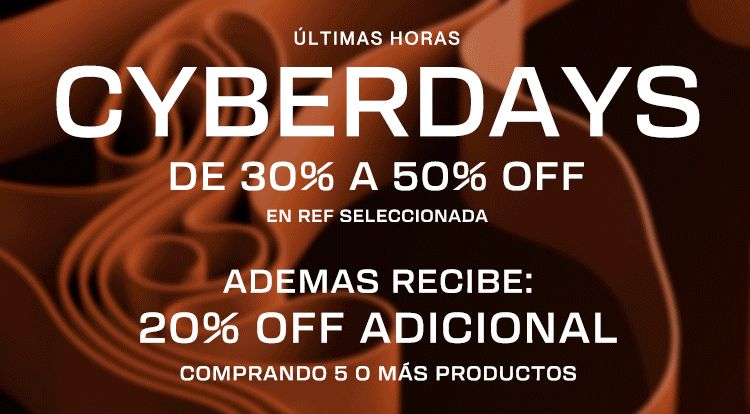 ÚLTIMAS HORAS
CYBERDAYS
DE 30% A 50% OFF
EN REF SELECCIONADA
ADEMAS RECIBE:
20% OFF ADICIONAL
COMPRANDO 5 O MÁS PRODUCTOS